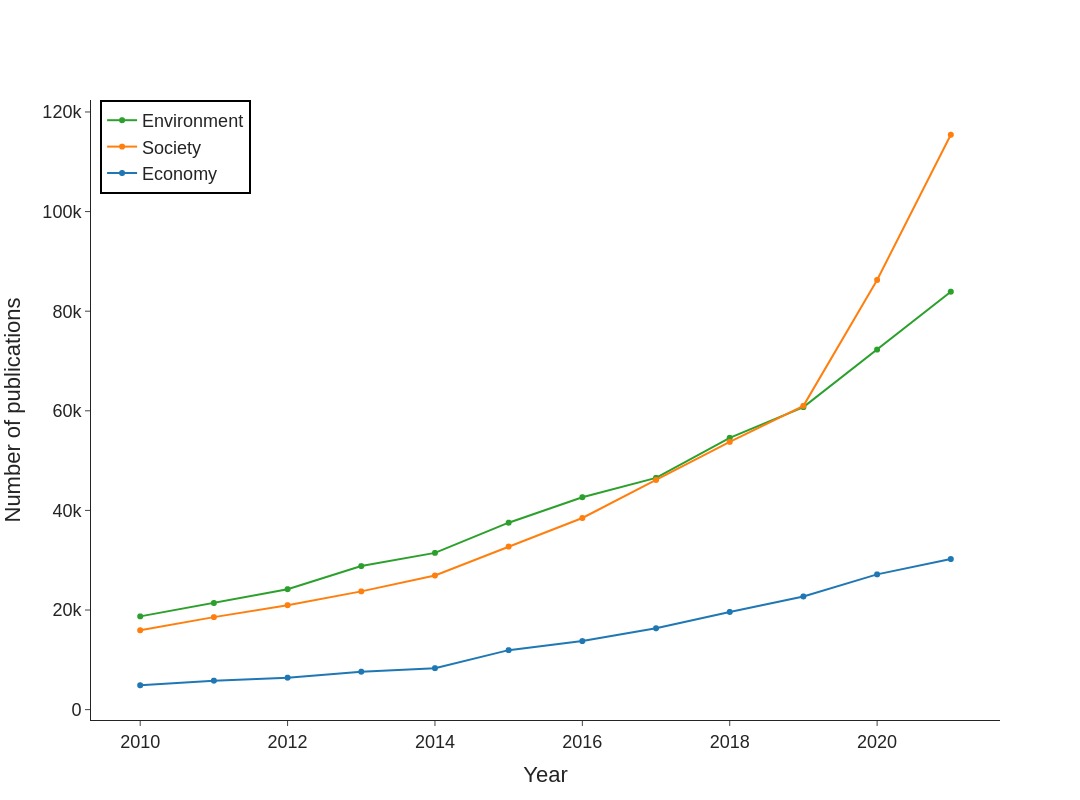 Environment
Society
Economy
120k
100k
80k
60k
40k
20k
0
Number of publications
2010 2012 2014 2016 2018 2020
Year